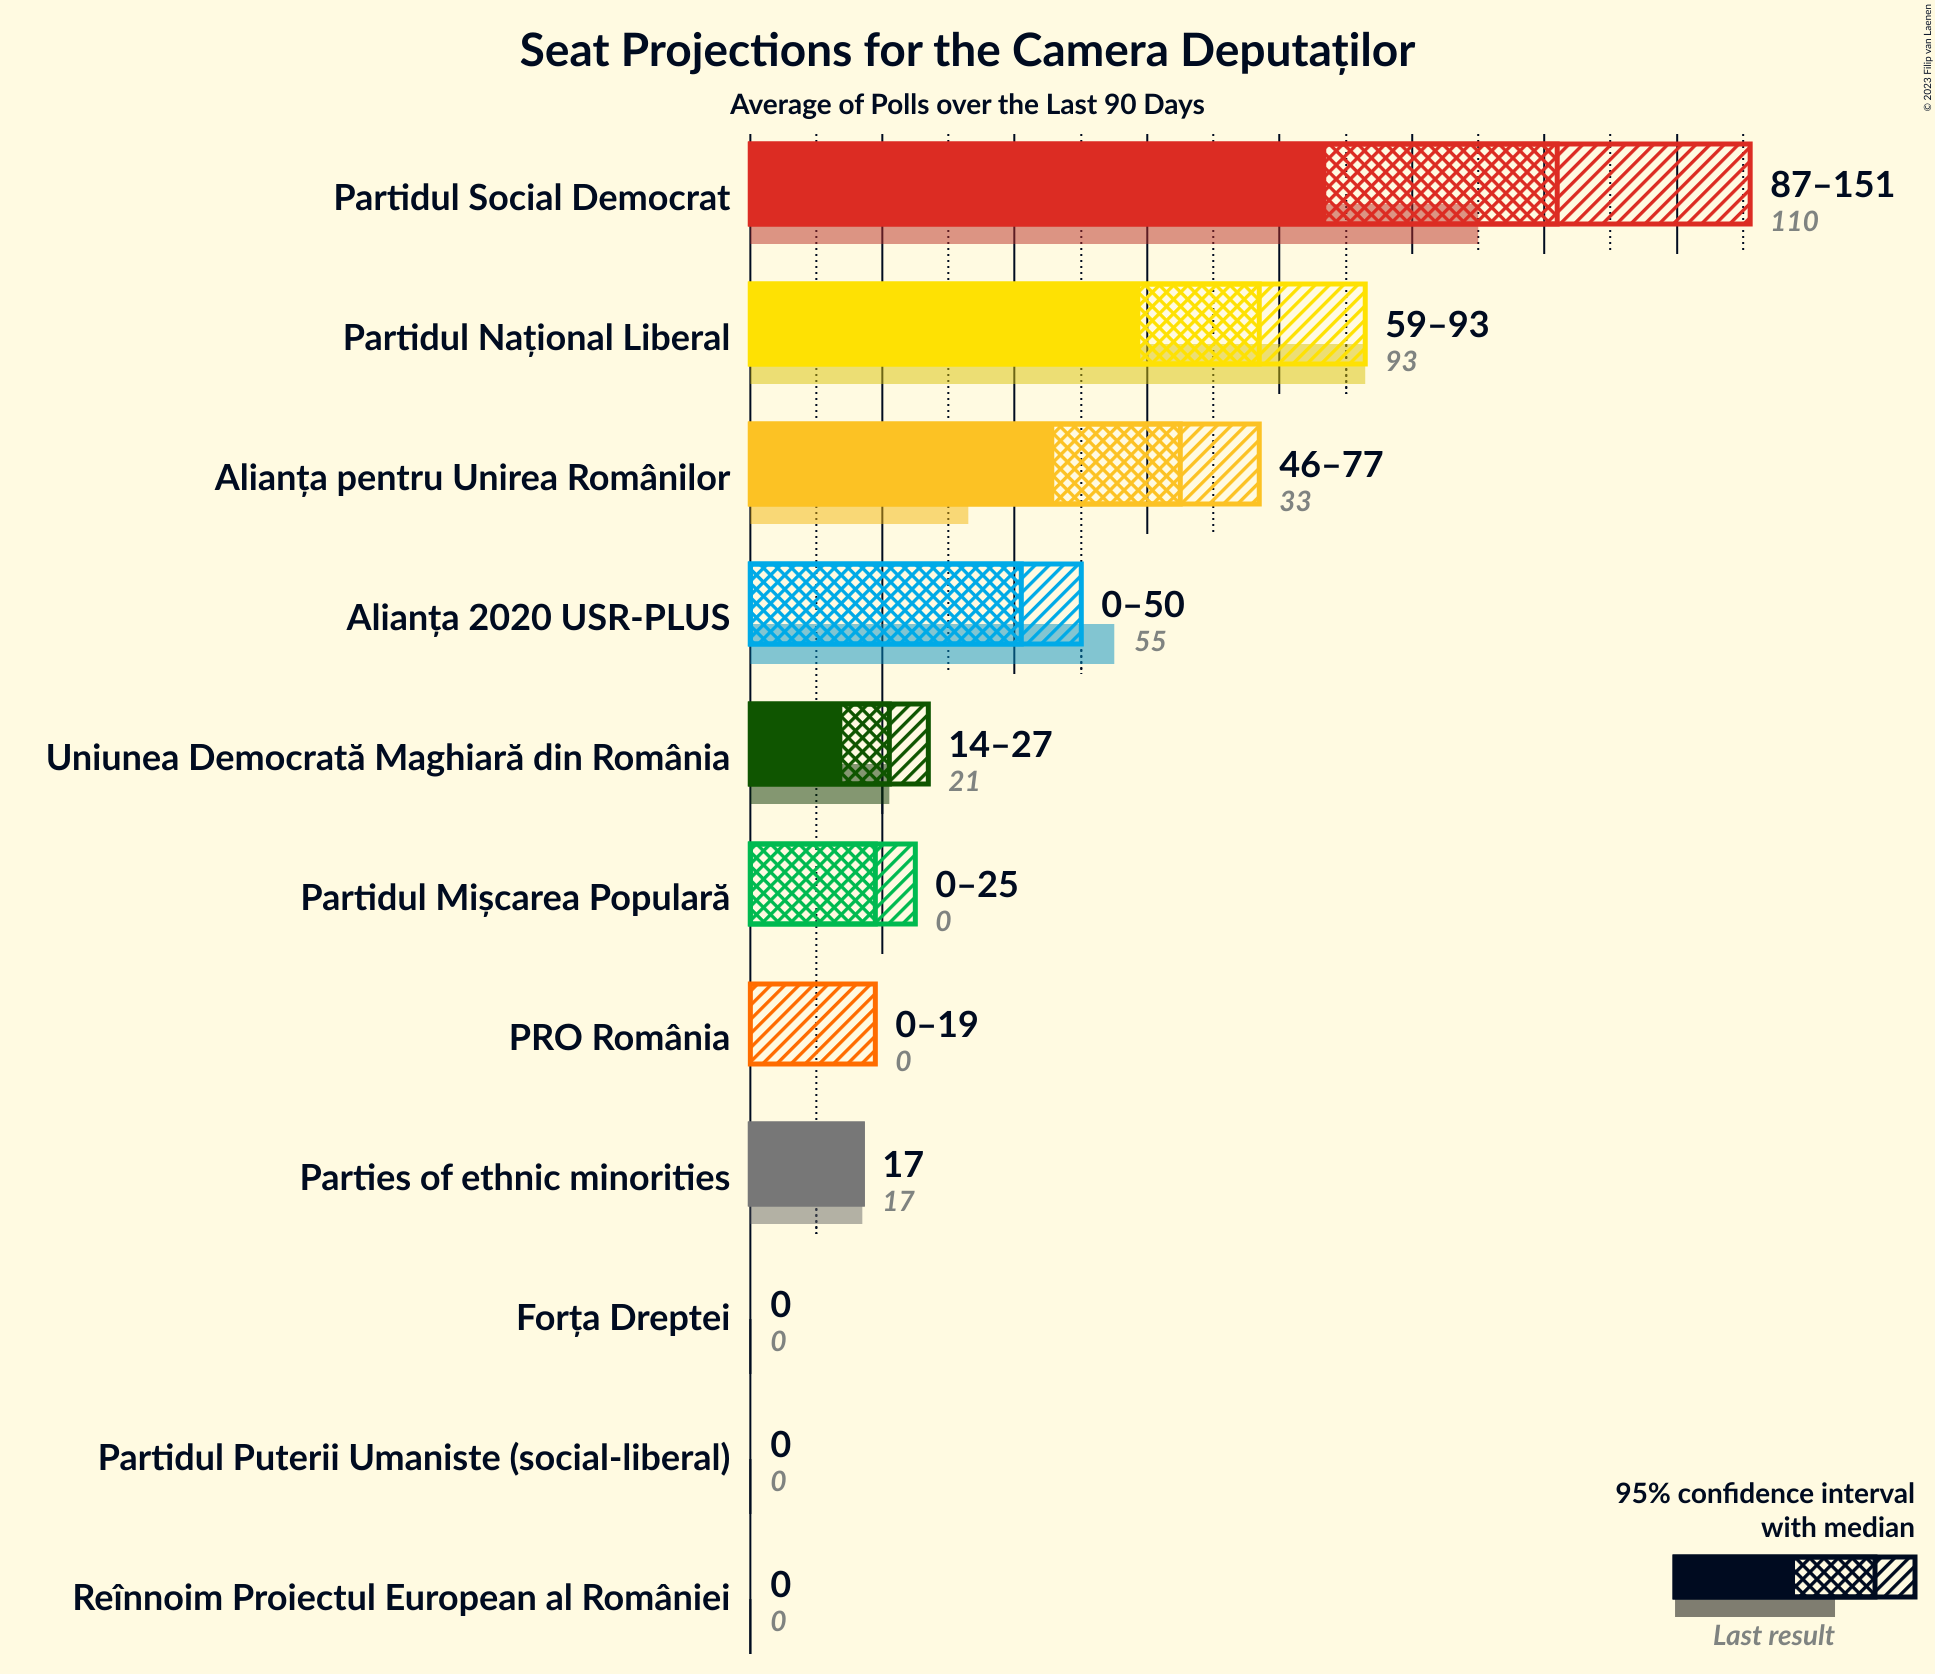 Seat Projections for the Camera Deputaților
Average of Polls over the Last 90 Days
© 2023 Filip van Laenen
Partidul Social Democrat
87–151
110
Partidul Național Liberal
59–93
93
Alianța pentru Unirea Românilor
46–77
33
Alianța 2020 USR-PLUS
0–50
55
Uniunea Democrată Maghiară din România
14–27
21
Partidul Mișcarea Populară
0–25
0
PRO România
0–19
0
Parties of ethnic minorities
17
17
Forța Dreptei
0
0
Partidul Puterii Umaniste (social-liberal)
0
0
Reînnoim Proiectul European al României
0
0
95% confidence interval
with median
Last result